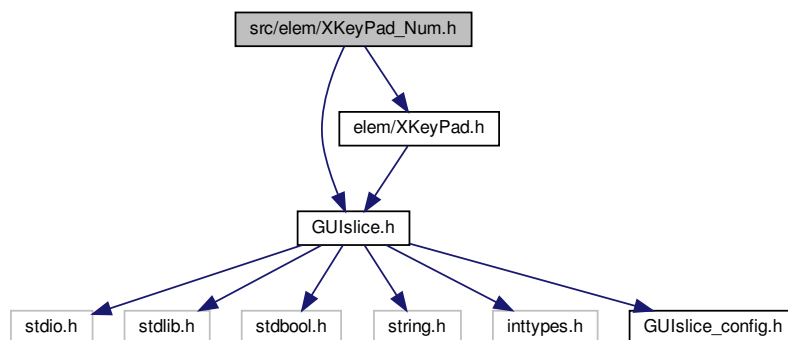 src/elem/XKeyPad_Num.h
elem/XKeyPad.h
GUIslice.h
stdio.h
stdlib.h
stdbool.h
string.h
inttypes.h
GUIslice_config.h